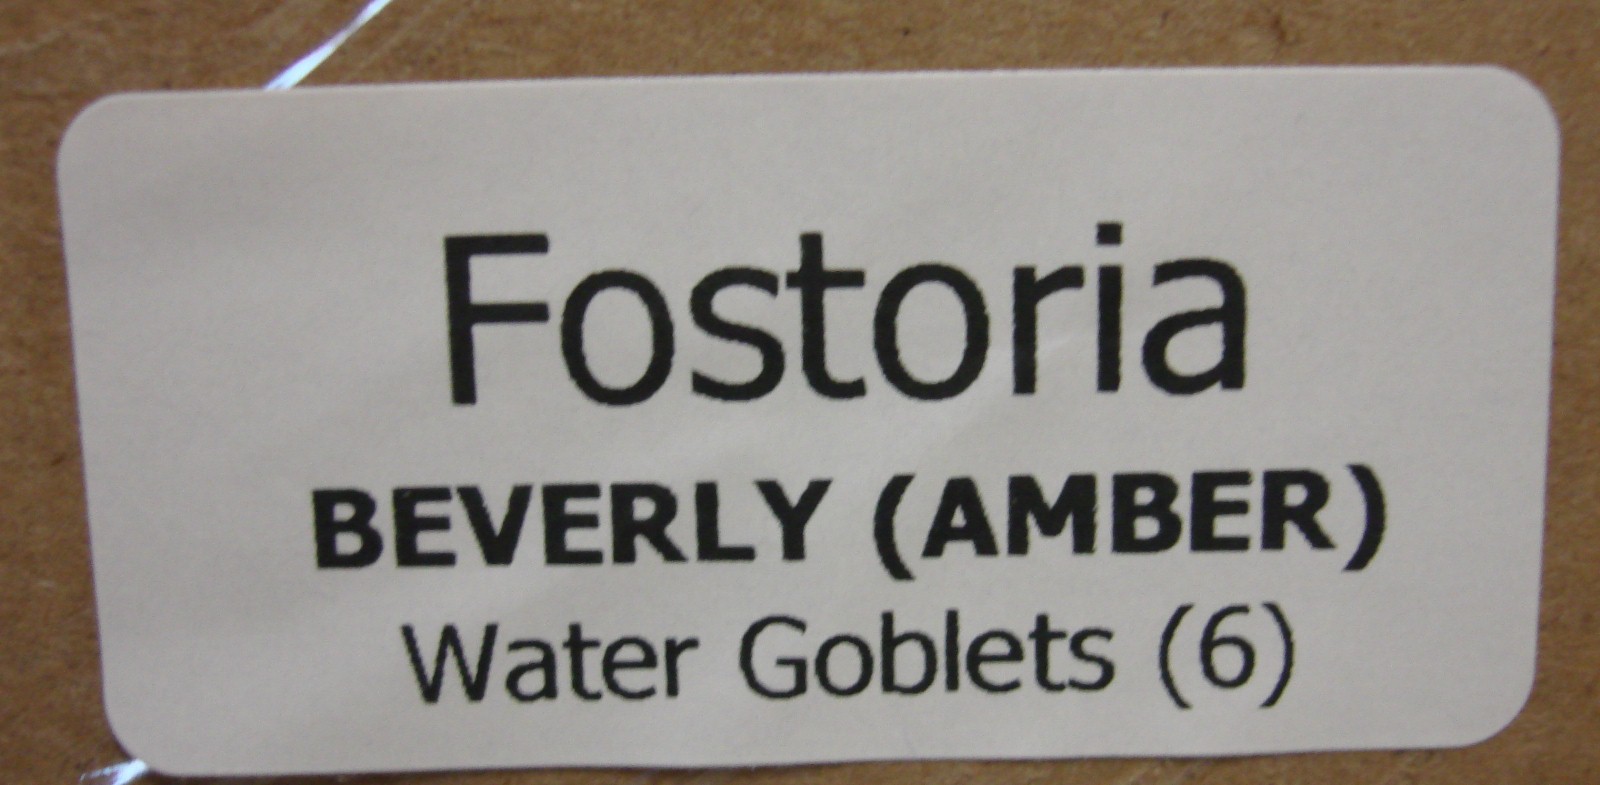 Fostoria
BEVERLY (AMBER)
Water Goblets (6)